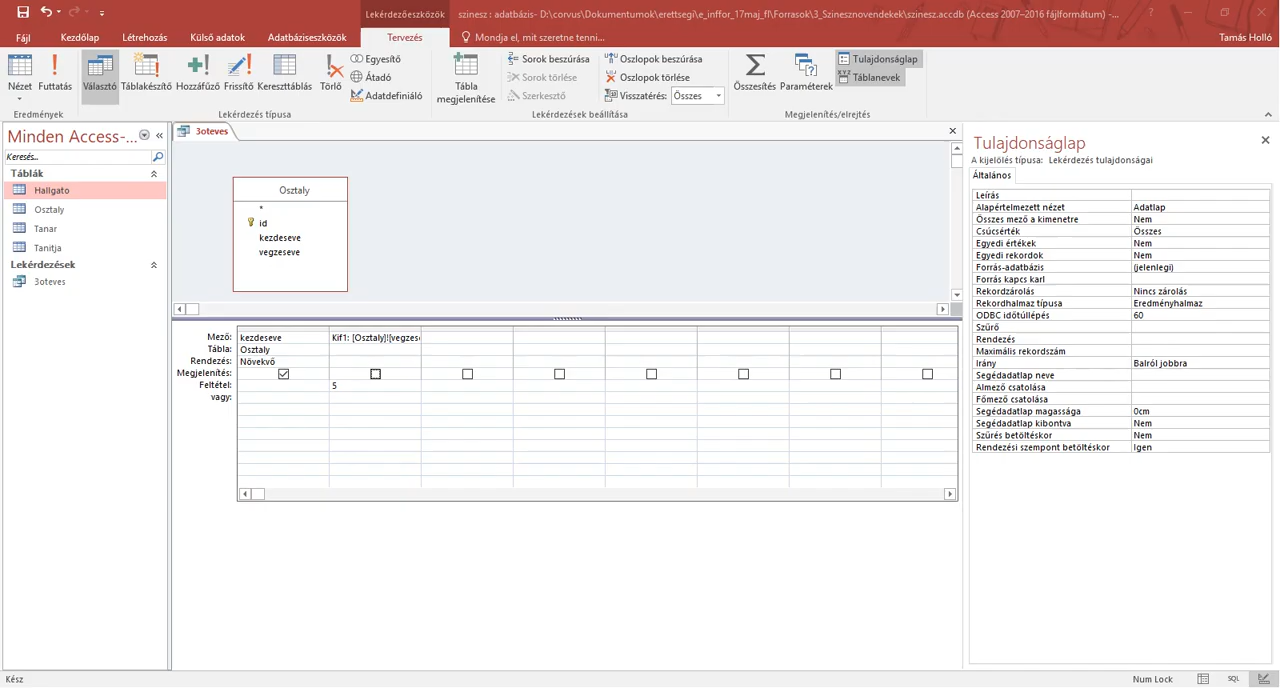 Lekérdezőeszközök
szinesz : adatbázis- D:\corvus\Dokumentumok\erettsegi\e_inffor_17maj_fl\Forrasok\3_Szinesznovendekek\szinesz.accdb (Access 2007–2016 fájlformátum) -...
Fájl Kezdőlap Létrehozás Külső adatok Adatbáziseszközök Tervezés Mondja el, mit szeretne tenni... Tamás Holló
Nézet Futtatás Választó Táblakészítő Hozzáfűző Frissítő Kereszttáblás Törlő
Egyesítő
Átadó
Adatdefiniáló
Tábla megjelenítése
Sorok beszúrása
Sorok törlése
Szerkesztő
Oszlopok beszúrása
Oszlopok törlése
Visszatérés: Összes
Összesítés Paraméterek
Tulajdonságlap
XYZ Táblanevek
Eredmények Lekérdezés típusa Lekérdezések beállítása Megjelenítés/elrejtés
Minden Access-... «
Keresés...
Táblák
Hallgato
Osztaly
Tanar
Tanitja
Lekérdezések
3oteves
3oteves
Osztaly
*
id
kezdeseve
vegzeseve
Mező: kezdeseve Kif1: [Osztaly]![vegzes
Tábla: Osztaly
Rendezés: Növekvő
Megjelenítés:
Feltétel: 5
vagy:
Tulajdonságlap
A kijelölés típusa: Lekérdezés tulajdonságai
Általános
Leírás
Alapértelmezett nézet Adatlap
Összes mező a kimenetre Nem
Csúcsérték Összes
Egyedi értékek Nem
Egyedi rekordok Nem
Forrás-adatbázis (jelenlegi)
Forrás kapcs karl
Rekordzárolás Nincs zárolás
Rekordhalmaz típusa Eredményhalmaz
ODBC időtúllépés 60
Szűrő
Rendezés
Maximális rekordszám
Irány Balról jobbra
Segédadatlap neve
Almező csatolása
Főmező csatolása
Segédadatlap magassága 0cm
Segédadatlap kibontva Nem
Szűrés betöltéskor Nem
Rendezési szempont betöltéskor Igen
Kész Num Lock SQL